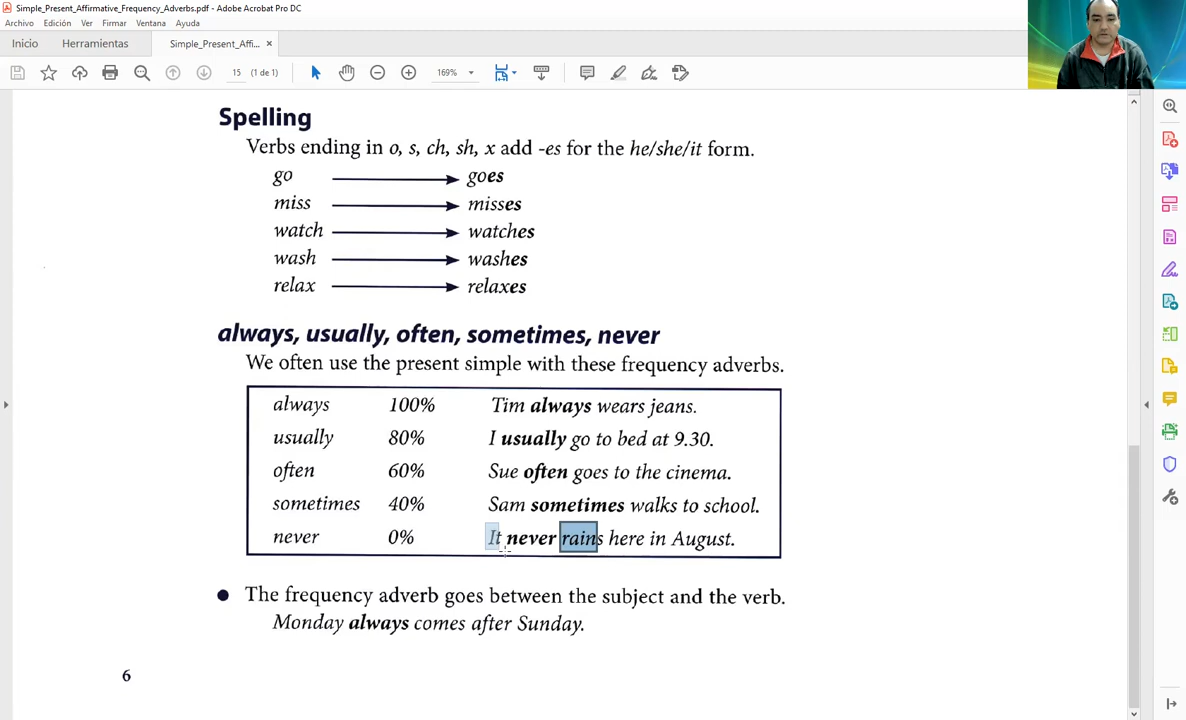 Simple_Present_Affirmative_Frequency_Adverbs.pdf - Adobe Acrobat Pro DC
Archivo Edición Ver Firmar Ventana Ayuda
Inicio Herramientas Simple_Present_Affi... ×
15 (1 de 1) 169%
Spelling
Verbs ending in o, s, ch, sh, x add -es for the he/she/it form.
go goes
miss misses
watch watches
wash washes
relax relaxes
always, usually, often, sometimes, never
We often use the present simple with these frequency adverbs.
always 100% Tim always wears jeans.
usually 80% I usually go to bed at 9.30.
often 60% Sue often goes to the cinema.
sometimes 40% Sam sometimes walks to school.
never 0% It never rains here in August.
● The frequency adverb goes between the subject and the verb.
Monday always comes after Sunday.
6